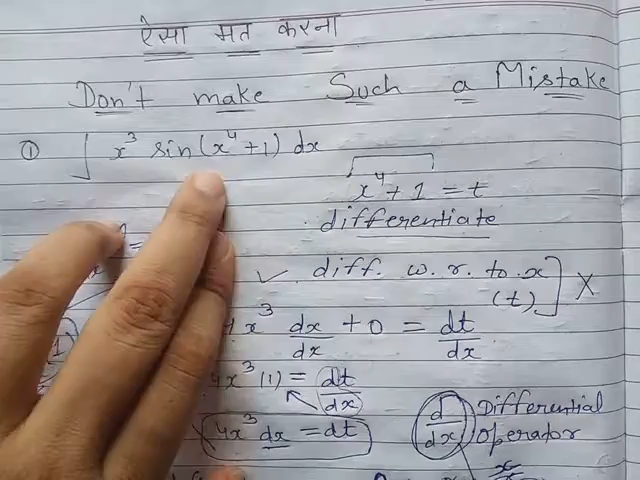 ऐसा मत करना
Don't make Such a Mistake
① ∫ x³ sin(x⁴+1) dx
x⁴+1 = t
differentiate
✓ diff. w.r.to.x
(t) ] X
4x³ dx/dx + 0 = dt/dx
4x³ (1) = dt/dx
4x³ dx = dt
d/dx Differential
Operator